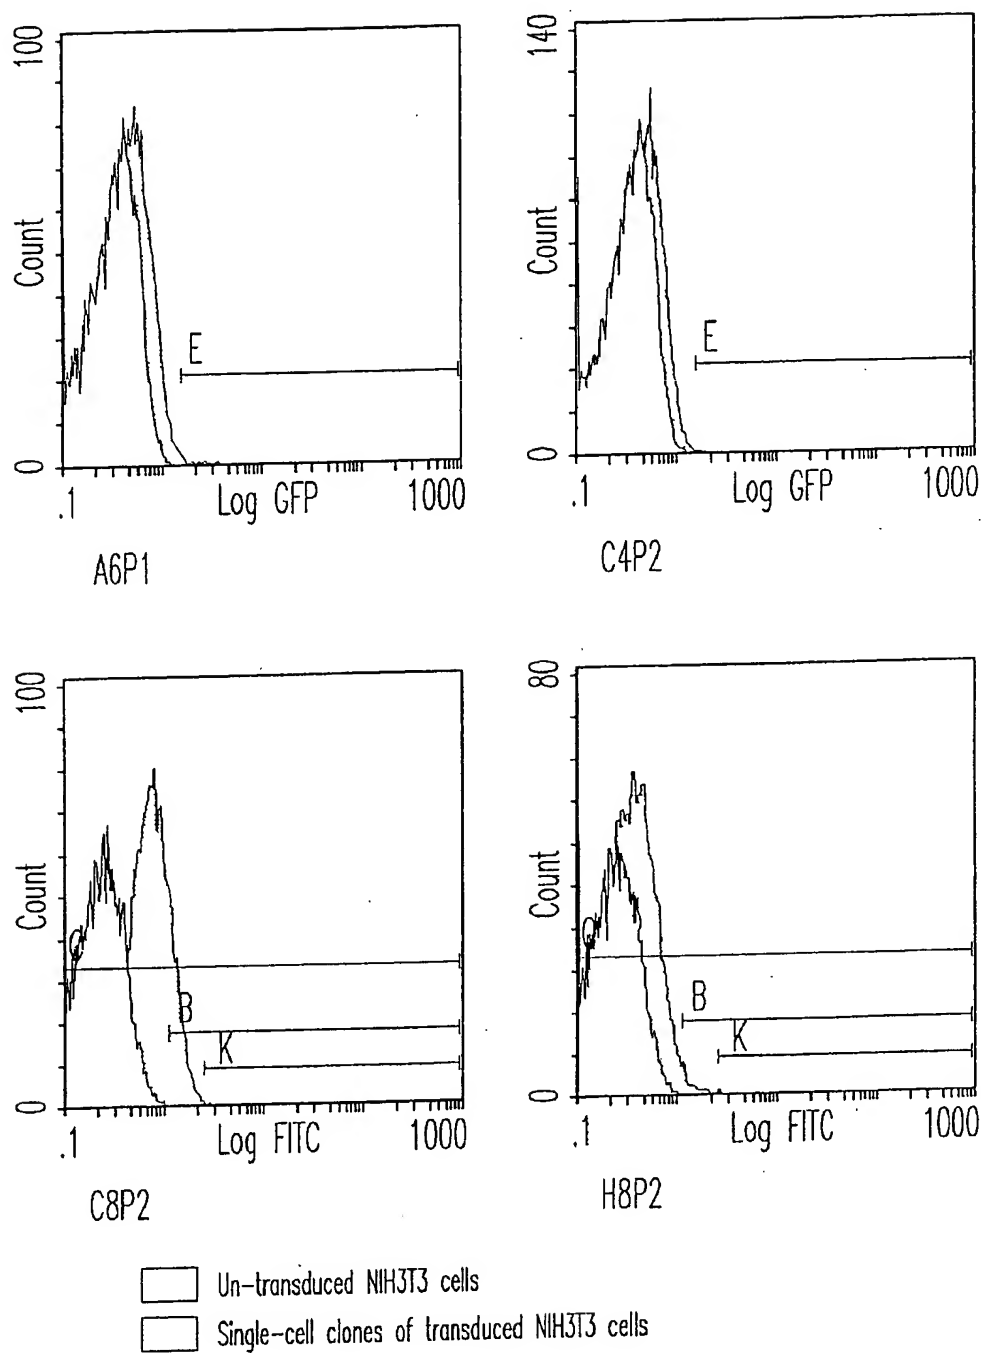 100
Count
0
E
.1
Log GFP
1000
A6P1
140
Count
0
E
.1
Log GFP
1000
C4P2
100
Count
0
B
K
.1
Log FITC
1000
C8P2
80
Count
0
B
K
.1
Log FITC
1000
H8P2
Un-transduced NIH3T3 cells
Single-cell clones of transduced NIH3T3 cells